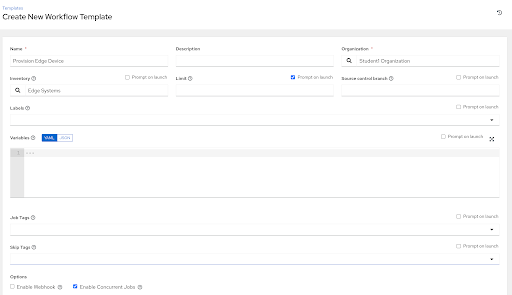 Templates
Create New Workflow Template
Name *
Description
Organization *
Provision Edge Device
Student1 Organization
Inventory
Prompt on launch
Limit
Prompt on launch
Source control branch
Prompt on launch
Edge Systems
Labels
Prompt on launch
Variables
YAML
JSON
Prompt on launch
1
---
Job Tags
Prompt on launch
Skip Tags
Prompt on launch
Options
Enable Webhook
Enable Concurrent Jobs